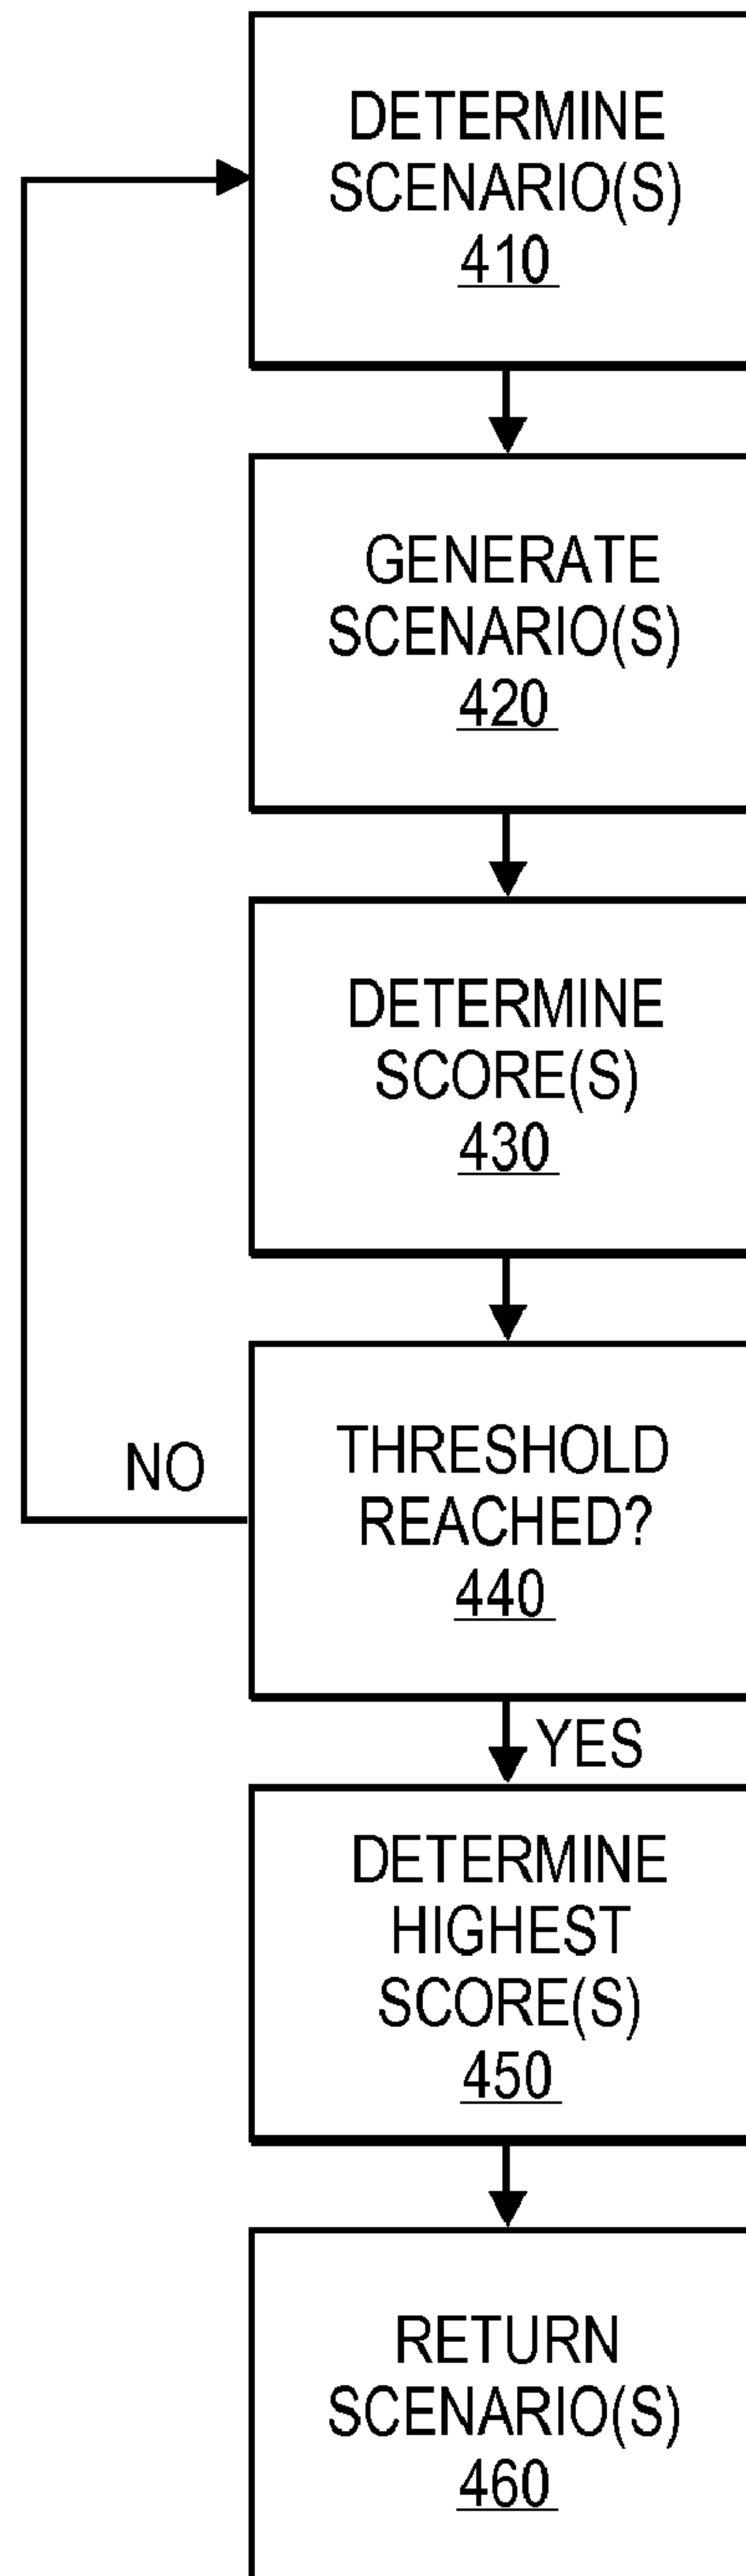 DETERMINE
SCENARIO(S)
410
GENERATE
SCENARIO(S)
420
DETERMINE
SCORE(S)
430
THRESHOLD
REACHED?
440
NO
YES
DETERMINE
HIGHEST
SCORE(S)
450
RETURN
SCENARIO(S)
460